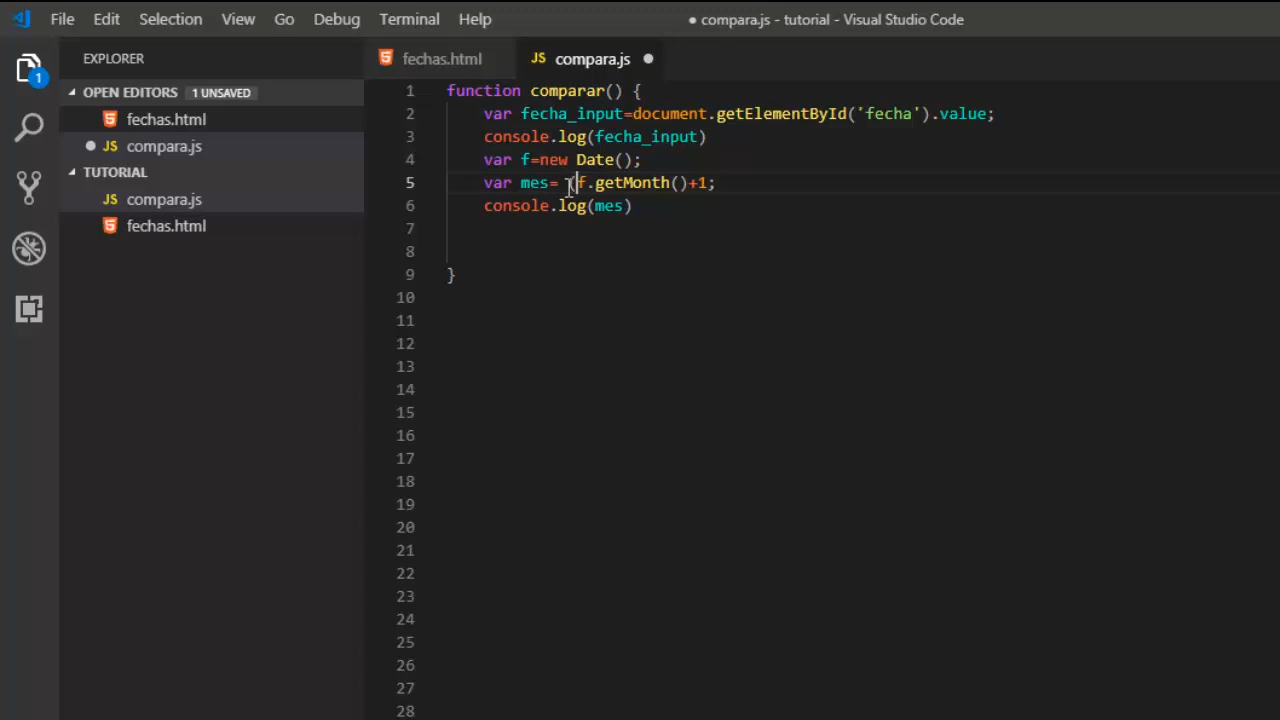 File Edit Selection View Go Debug Terminal Help ● compara.js - tutorial - Visual Studio Code
EXPLORER
OPEN EDITORS 1 UNSAVED
fechas.html
JS compara.js
TUTORIAL
JS compara.js
fechas.html
1
fechas.html JS compara.js
1 function comparar() {
2 var fecha_input=document.getElementById('fecha').value;
3 console.log(fecha_input)
4 var f=new Date();
5 var mes= (f.getMonth()+1;
6 console.log(mes)
7
8
9 }
10
11
12
13
14
15
16
17
18
19
20
21
22
23
24
25
26
27
28